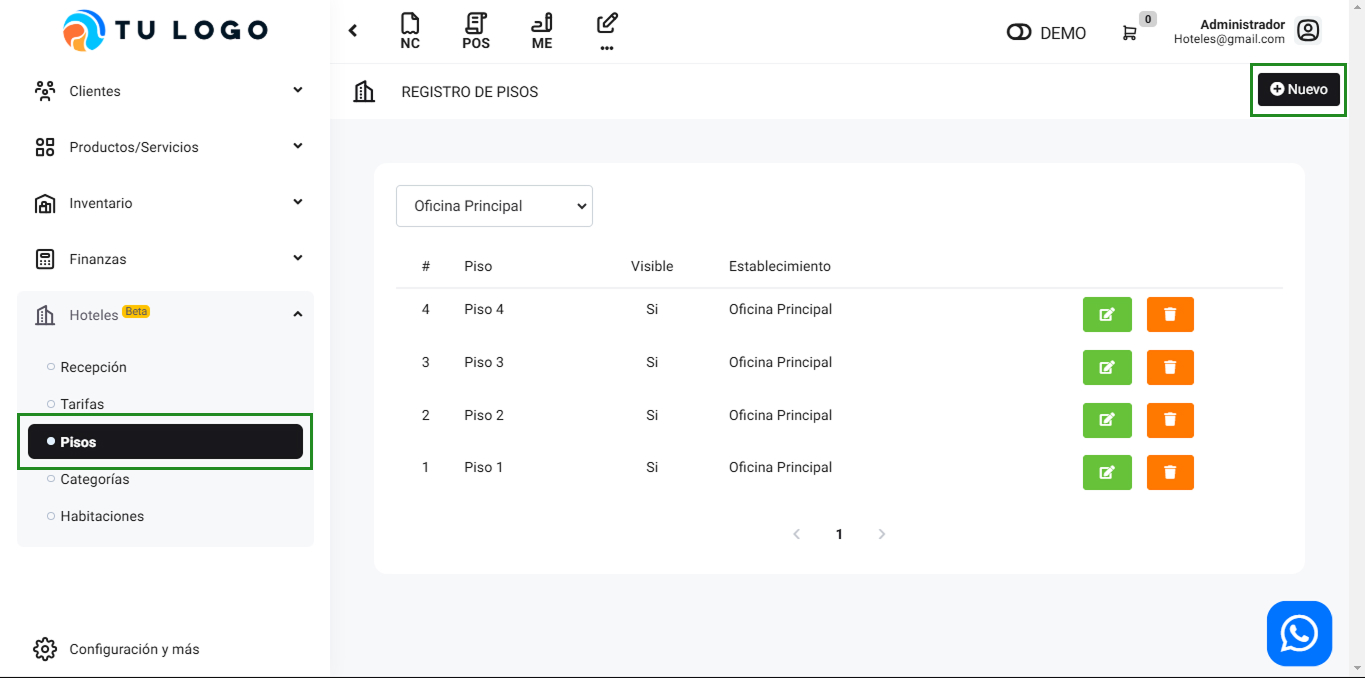 TU LOGO
Clientes
Productos/Servicios
Inventario
Finanzas
Hoteles Beta
Recepción
Tarifas
Pisos
Categorías
Habitaciones
Configuración y más
NC POS ME ...
DEMO
0
Administrador
Hoteles@gmail.com
REGISTRO DE PISOS
Nuevo
Oficina Principal
# Piso Visible Establecimiento
4 Piso 4 Si Oficina Principal
3 Piso 3 Si Oficina Principal
2 Piso 2 Si Oficina Principal
1 Piso 1 Si Oficina Principal
1